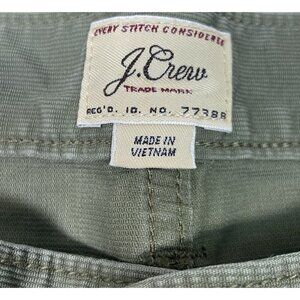 EVERY STITCH CONSIDERED
J.Crew
TRADE MARK
REG'D. ID. NO. 77388
MADE IN
VIETNAM